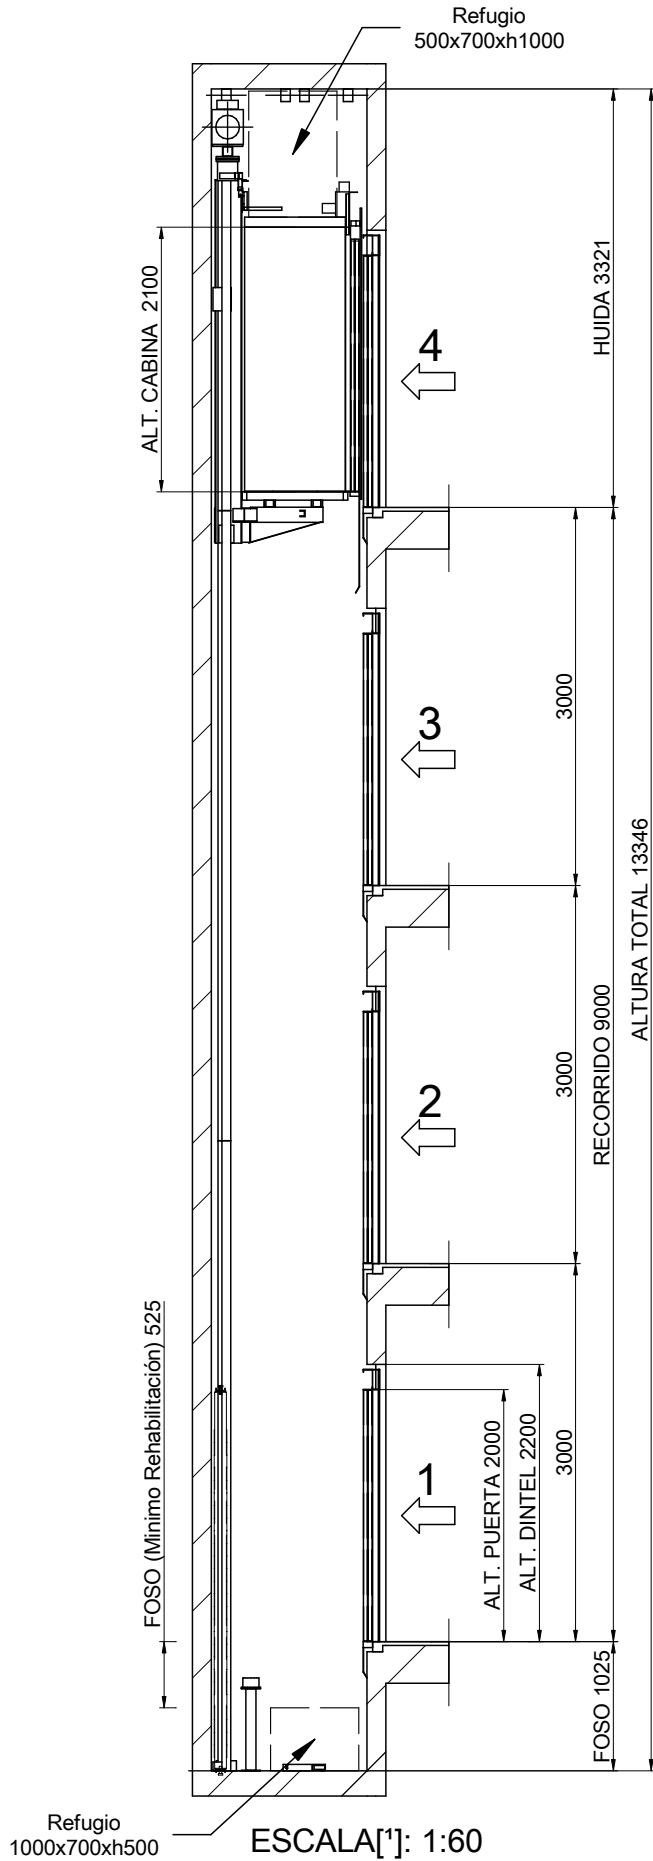 Refugio
500x700xh1000
ALT. CABINA 2100
HUIDA 3321
4
3000
3
ALTURA TOTAL 13346
RECORRIDO 9000
3000
2
FOSO (Minimo Rehabilitación) 525
ALT. PUERTA 2000
ALT. DINTEL 2200
3000
1
FOSO 1025
Refugio
1000x700xh500
ESCALA[¹]: 1:60